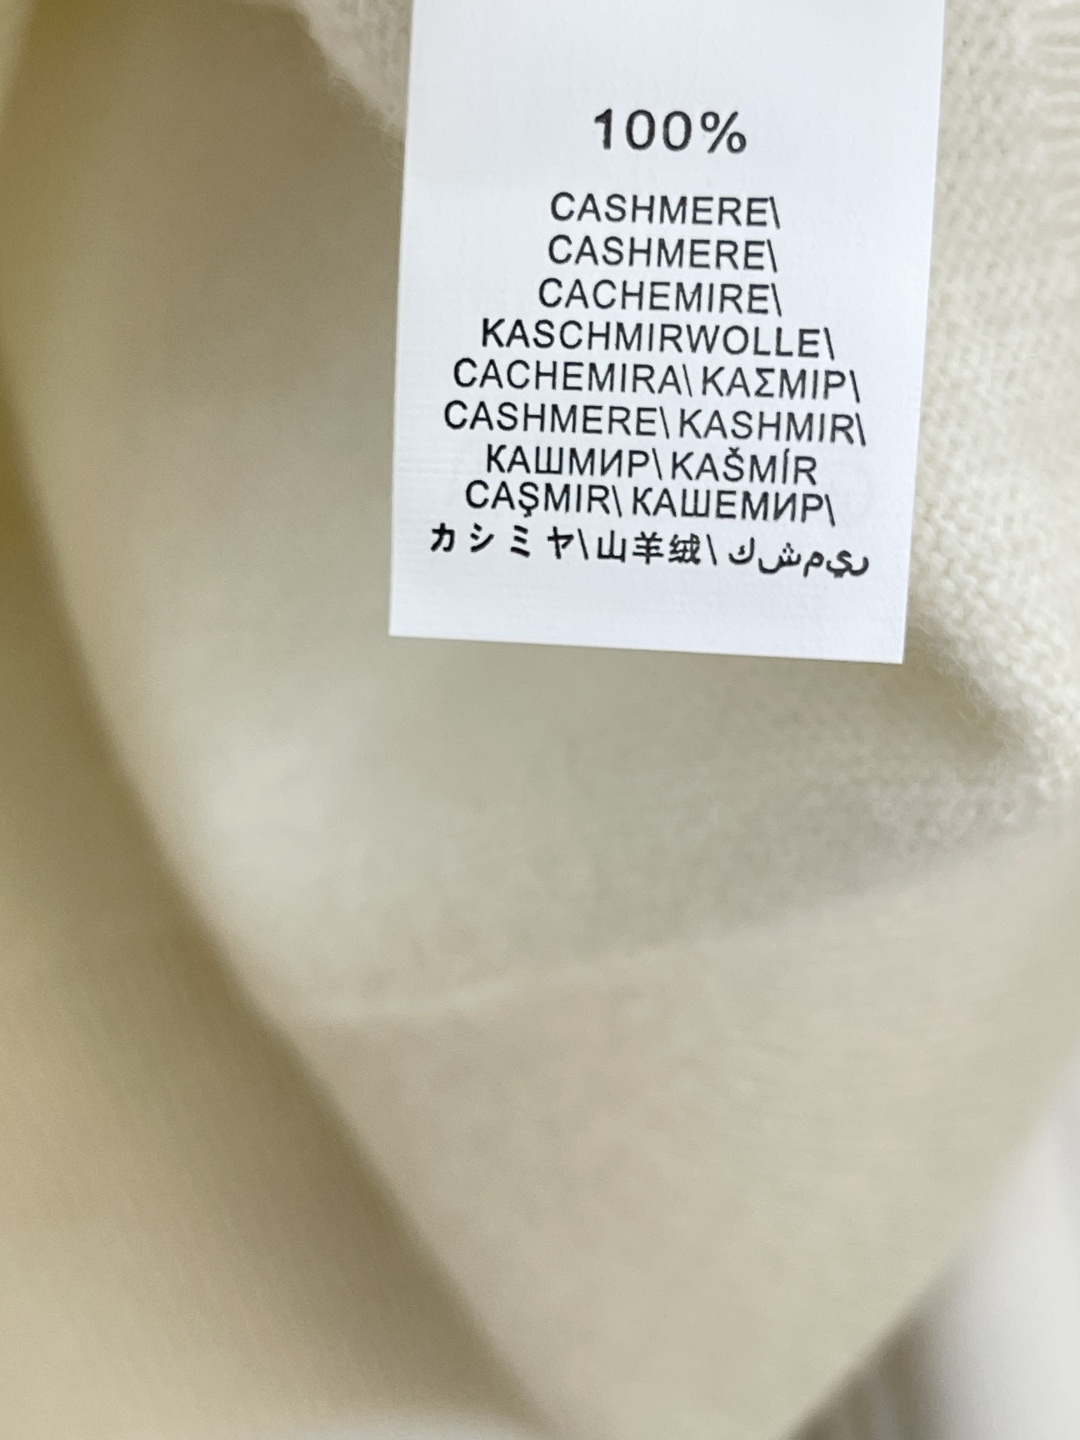 100%
CASHMERE\
CASHMERE\
CACHEMIRE\
KASCHMIRWOLLE\
CACHEMIRA\ ΚΑΣΜΙΡ\
CASHMERE\ KASHMIR\
КАШМИР\ KAŠMÍR
CAŞMIR\ КАШЕМИР\
カシミヤ\山羊绒\ ك ش م ي ر